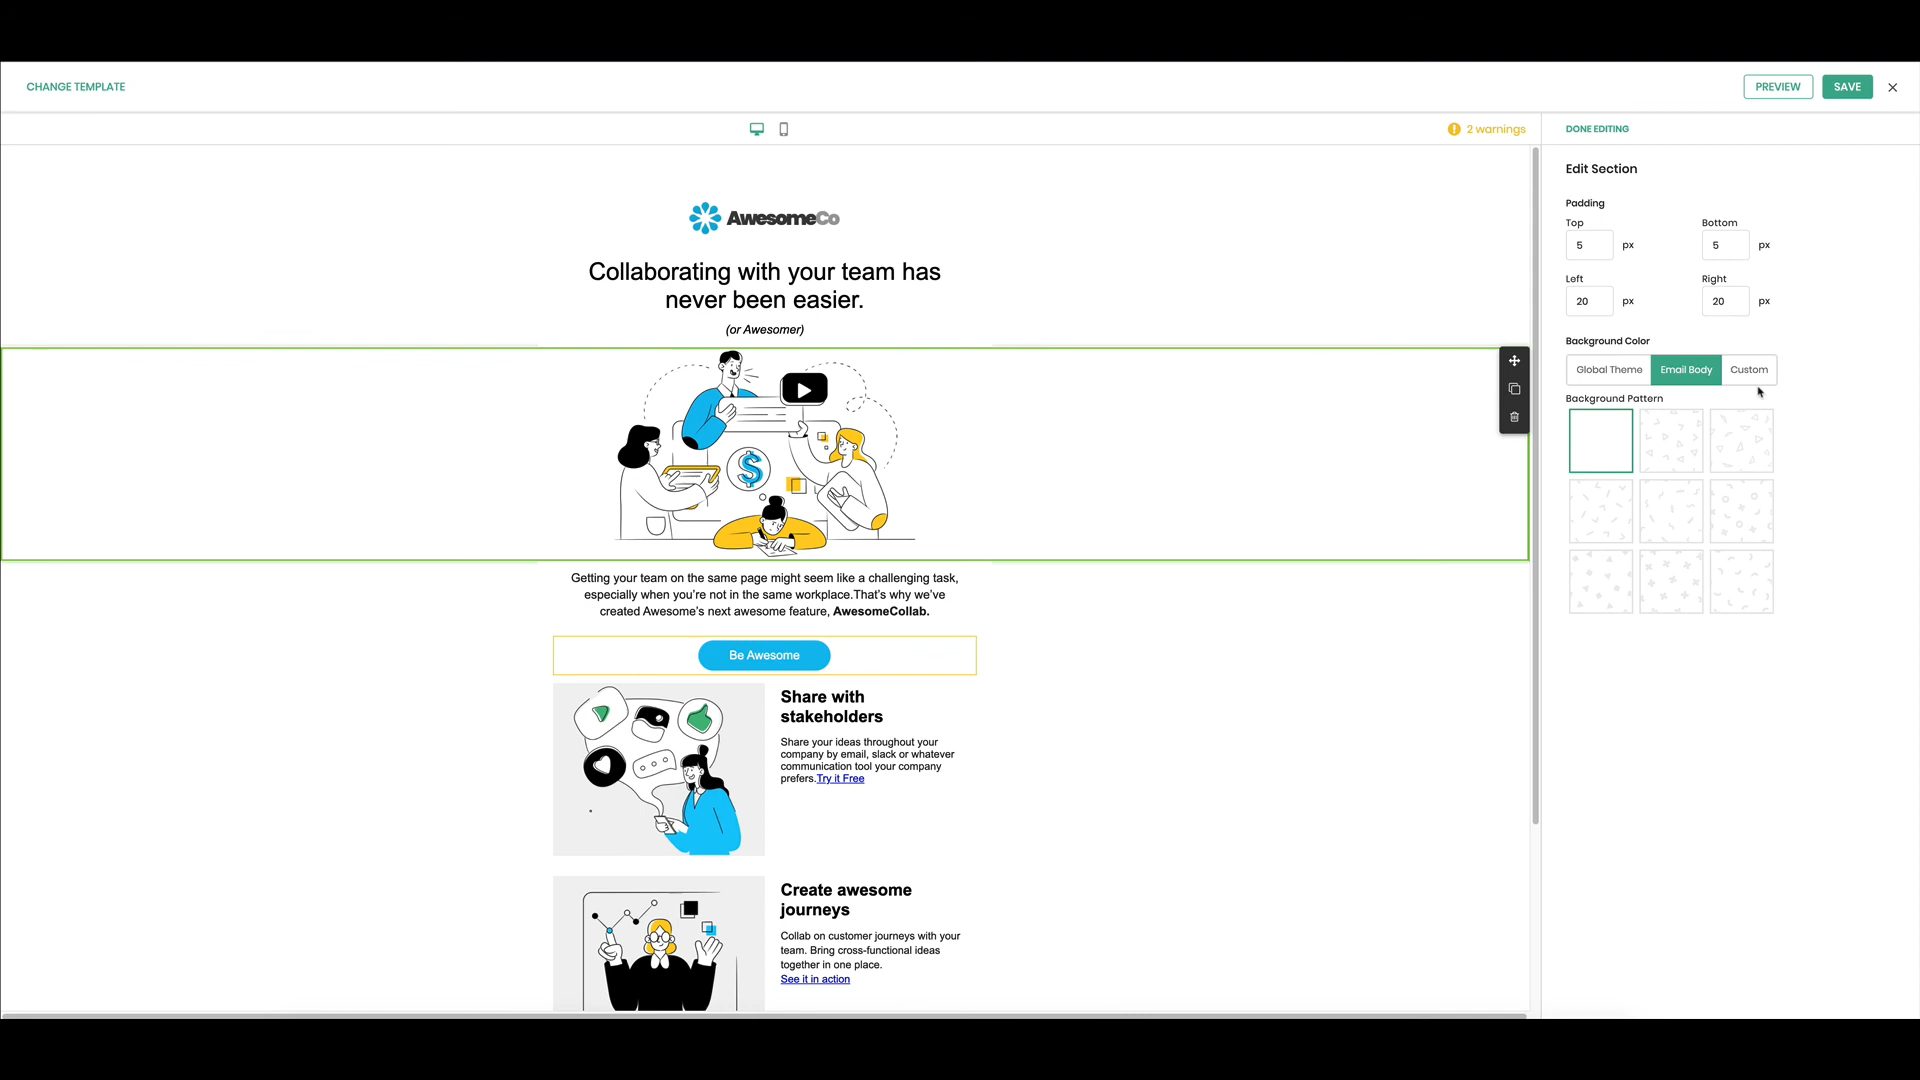 CHANGE TEMPLATE
PREVIEW
SAVE
2 warnings
DONE EDITING
Edit Section
Padding
Top
Bottom
5 px
5 px
Left
Right
20 px
20 px
Background Color
Global Theme
Email Body
Custom
Background Pattern
AwesomeCo
Collaborating with your team has
never been easier.
(or Awesomer)
$
Getting your team on the same page might seem like a challenging task,
especially when you're not in the same workplace.That's why we've
created Awesome's next awesome feature, AwesomeCollab.
Be Awesome
Share with
stakeholders
Share your ideas throughout your
company by email, slack or whatever
communication tool your company
prefers.Try it Free
Create awesome
journeys
Collab on customer journeys with your
team. Bring cross-functional ideas
together in one place.
See it in action